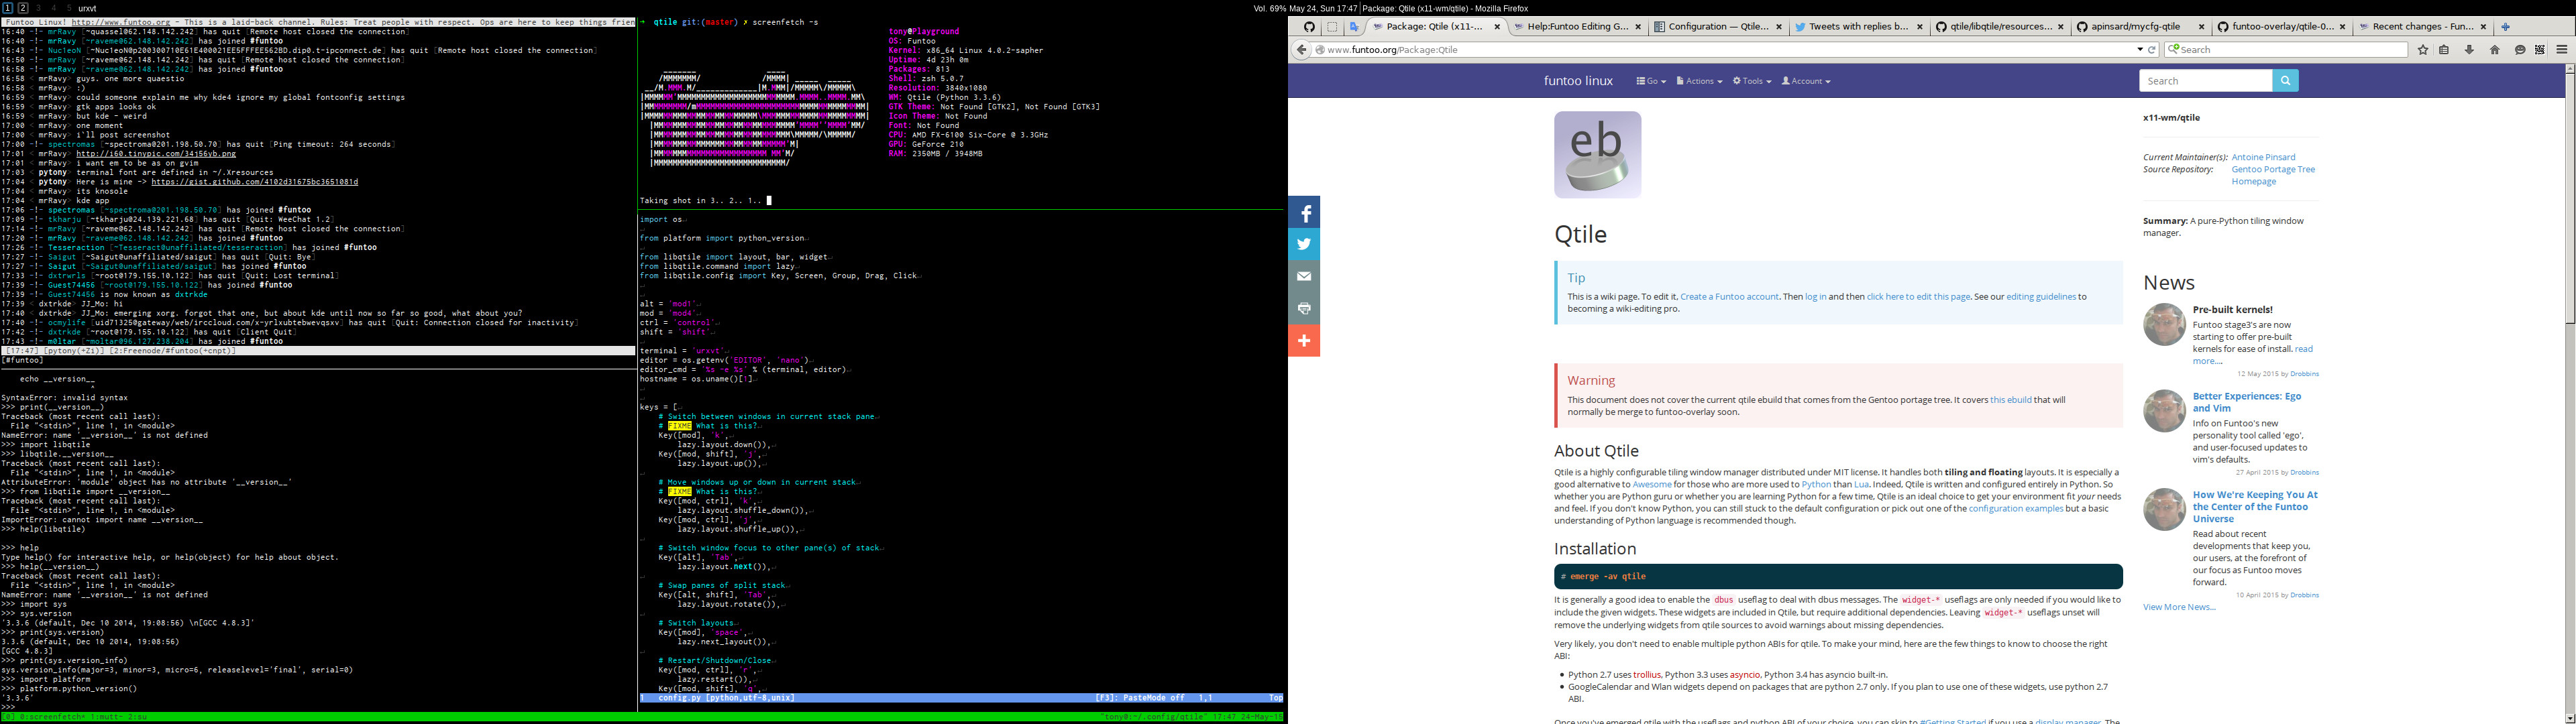 1 2 3 4 5 urxvt
Vol. 69% May 24, Sun 17:47 Package: Qtile (x11-wm/qtile) - Mozilla Firefox
Funtoo Linux! http://www.funtoo.org - This is a laid-back channel. Rules: Treat people with respect. Ops are here to keep things frien
16:40 -!- mrRavy [~quassel@62.148.142.242] has quit [Remote host closed the connection]
16:40 -!- mrRavy [~raveme@62.148.142.242] has joined #funtoo
16:50 -!- mrRavy [~raveme@62.148.142.242] has quit [Remote host closed the connection]
16:58 -!- mrRavy [~raveme@62.148.142.242] has joined #funtoo
16:58 < mrRavy> guys. one more quaestio
16:58 < mrRavy> :)
16:59 < mrRavy> could someone explain me why kde4 ignore my global fontconfig settings
16:59 < mrRavy> gtk apps looks ok
16:59 < mrRavy> but kde - weird
17:00 < mrRavy> one moment
17:00 < mrRavy> i'll post screenshot
17:00 -!- spectromas [~spectroma@201.198.50.70] has quit [Ping timeout: 264 seconds]
17:01 < mrRavy> http://i60.tinypic.com/34j56vb.png
17:01 < mrRavy> i want em to be as on gvim
17:03 < pytony> terminal font are defined in ~/.Xresources
17:03 < pytony> Here is mine -> https://gist.github.com/4102d31675bc3651081d
17:04 < mrRavy> its knosole
17:04 < mrRavy> kde app
17:06 -!- spectromas [~spectroma@201.198.50.70] has joined #funtoo
17:09 -!- tkharju [~tkharju@24.139.221.68] has quit [Quit: WeeChat 1.2]
17:14 -!- mrRavy [~raveme@62.148.142.242] has quit [Remote host closed the connection]
17:20 -!- mrRavy [~raveme@62.148.142.242] has joined #funtoo
17:26 -!- Tesseraction [~Tesseract@unaffiliated/tesseraction] has joined #funtoo
17:27 -!- Saigut [~Saigut@unaffiliated/saigut] has quit [Quit: Bye]
17:27 -!- Saigut [~Saigut@unaffiliated/saigut] has joined #funtoo
17:33 -!- dxtrwrls [~root@179.155.10.122] has quit [Quit: Lost terminal]
17:39 -!- Guest74456 [~root@179.155.10.122] has joined #funtoo
17:39 -!- Guest74456 is now known as dxtrkde
17:39 < dxtrkde> JJ_Mo: hi
17:40 < dxtrkde> JJ_Mo: emerging xorg. forgot that one, but about kde until now so far so good, what about you?
17:40 -!- ocmylife [uid71325@gateway/web/irccloud.com/x-yrlxubtebwevqsxv] has quit [Quit: Connection closed for inactivity]
17:42 -!- dxtrkde [~root@179.155.10.122] has quit [Client Quit]
17:43 -!- m0ltar [~moltar@96.127.238.204] has joined #funtoo
[17:47] [pytony(+Zi)] [2:Freenode/#funtoo(+cnpt)]
[#funtoo]
echo __version__
^
SyntaxError: invalid syntax
>>> print(__version__)
Traceback (most recent call last):
File "<stdin>", line 1, in <module>
NameError: name '__version__' is not defined
>>> import libqtile
>>> libqtile.__version__
Traceback (most recent call last):
File "<stdin>", line 1, in <module>
AttributeError: 'module' object has no attribute '__version__'
>>> from libqtile import __version__
Traceback (most recent call last):
File "<stdin>", line 1, in <module>
ImportError: cannot import name __version__
>>> help(libqtile)
>>> help
Type help() for interactive help, or help(object) for help about object.
>>> help(__version__)
Traceback (most recent call last):
File "<stdin>", line 1, in <module>
NameError: name '__version__' is not defined
>>> import sys
>>> sys.version
'3.3.6 (default, Dec 10 2014, 19:08:56) \n[GCC 4.8.3]'
>>> print(sys.version)
3.3.6 (default, Dec 10 2014, 19:08:56)
[GCC 4.8.3]
>>> print(sys.version_info)
sys.version_info(major=3, minor=3, micro=6, releaselevel='final', serial=0)
>>> import platform
>>> platform.python_version()
'3.3.6'
>>>
[0] 0:screenfetch* 1:mutt- 2:su
➜ qtile git:(master) ✗ screenfetch -s
tony@Playground
OS: Funtoo
Kernel: x86_64 Linux 4.0.2-sapher
Uptime: 4d 23h 0m
Packages: 813
Shell: zsh 5.0.7
Resolution: 3840x1080
WM: Qtile (Python 3.3.6)
GTK Theme: Not Found [GTK2], Not Found [GTK3]
Icon Theme: Not Found
Font: Not Found
CPU: AMD FX-6100 Six-Core @ 3.3GHz
GPU: GeForce 210
RAM: 2350MB / 3948MB
Taking shot in 3.. 2.. 1..
import os
from platform import python_version
from libqtile import layout, bar, widget
from libqtile.command import lazy
from libqtile.config import Key, Screen, Group, Drag, Click
alt = 'mod1'
mod = 'mod4'
ctrl = 'control'
shift = 'shift'
terminal = 'urxvt'
editor = os.getenv('EDITOR', 'nano')
editor_cmd = '%s -e %s' % (terminal, editor)
hostname = os.uname()[1]
keys = [
# Switch between windows in current stack pane
# FIXME What is this?
Key([mod], 'k',
lazy.layout.down()),
Key([mod, shift], 'j',
lazy.layout.up()),
# Move windows up or down in current stack
# FIXME What is this?
Key([mod, ctrl], 'k',
lazy.layout.shuffle_down()),
Key([mod, ctrl], 'j',
lazy.layout.shuffle_up()),
# Switch window focus to other pane(s) of stack
Key([alt], 'Tab',
lazy.layout.next()),
# Swap panes of split stack
Key([alt, shift], 'Tab',
lazy.layout.rotate()),
# Switch layouts
Key([mod], 'space',
lazy.next_layout()),
# Restart/Shutdown/Close
Key([mod, ctrl], 'r',
lazy.restart()),
Key([mod, shift], 'q',
1 config.py [python,utf-8,unix] [F3]: PasteMode off 1,1 Top
"tony@:~/.config/qtile" 17:47 24-May-15
Package: Qtile (x11-w... Help:Funtoo Editing G... Configuration — Qtile... Tweets with replies b... qtile/libqtile/resources... apinsard/mycfg-qtile funtoo-overlay/qtile-0... Recent changes - Fun...
www.funtoo.org/Package:Qtile
Search
funtoo linux Go Actions Tools Account Search
eb
Qtile
Tip
This is a wiki page. To edit it, Create a Funtoo account. Then log in and then click here to edit this page. See our editing guidelines to
becoming a wiki-editing pro.
Warning
This document does not cover the current qtile ebuild that comes from the Gentoo portage tree. It covers this ebuild that will
normally be merge to funtoo-overlay soon.
About Qtile
Qtile is a highly configurable tiling window manager distributed under MIT license. It handles both tiling and floating layouts. It is especially a
good alternative to Awesome for those who are more used to Python than Lua. Indeed, Qtile is written and configured entirely in Python. So
whether you are Python guru or whether you are learning Python for a few time, Qtile is an ideal choice to get your environment fit your needs
and feel. If you don't know Python, you can still stuck to the default configuration or pick out one of the configuration examples but a basic
understanding of Python language is recommended though.
Installation
# emerge -av qtile
It is generally a good idea to enable the dbus useflag to deal with dbus messages. The widget-* useflags are only needed if you would like to
include the given widgets. These widgets are included in Qtile, but require additional dependencies. Leaving widget-* useflags unset will
remove the underlying widgets from qtile sources to avoid warnings about missing dependencies.
Very likely, you don't need to enable multiple python ABIs for qtile. To make your mind, here are the few things to know to choose the right
ABI:
Python 2.7 uses trollius, Python 3.3 uses asyncio, Python 3.4 has asyncio built-in.
GoogleCalendar and Wlan widgets depend on packages that are python 2.7 only. If you plan to use one of these widgets, use python 2.7
ABI.
Once you've emerged qtile with the useflags and python ABI of your choice, you can skip to #Getting Started if you use a display manager. The
x11-wm/qtile
Current Maintainer(s): Antoine Pinsard
Source Repository: Gentoo Portage Tree
Homepage
Summary: A pure-Python tiling window
manager.
News
Pre-built kernels!
Funtoo stage3's are now
starting to offer pre-built
kernels for ease of install. read
more....
12 May 2015 by Drobbins
Better Experiences: Ego
and Vim
Info on Funtoo's new
personality tool called 'ego',
and user-focused updates to
vim's defaults.
27 April 2015 by Drobbins
How We're Keeping You At
the Center of the Funtoo
Universe
Read about recent
developments that keep you,
our users, at the forefront of
our focus as Funtoo moves
forward.
10 April 2015 by Drobbins
View More News...